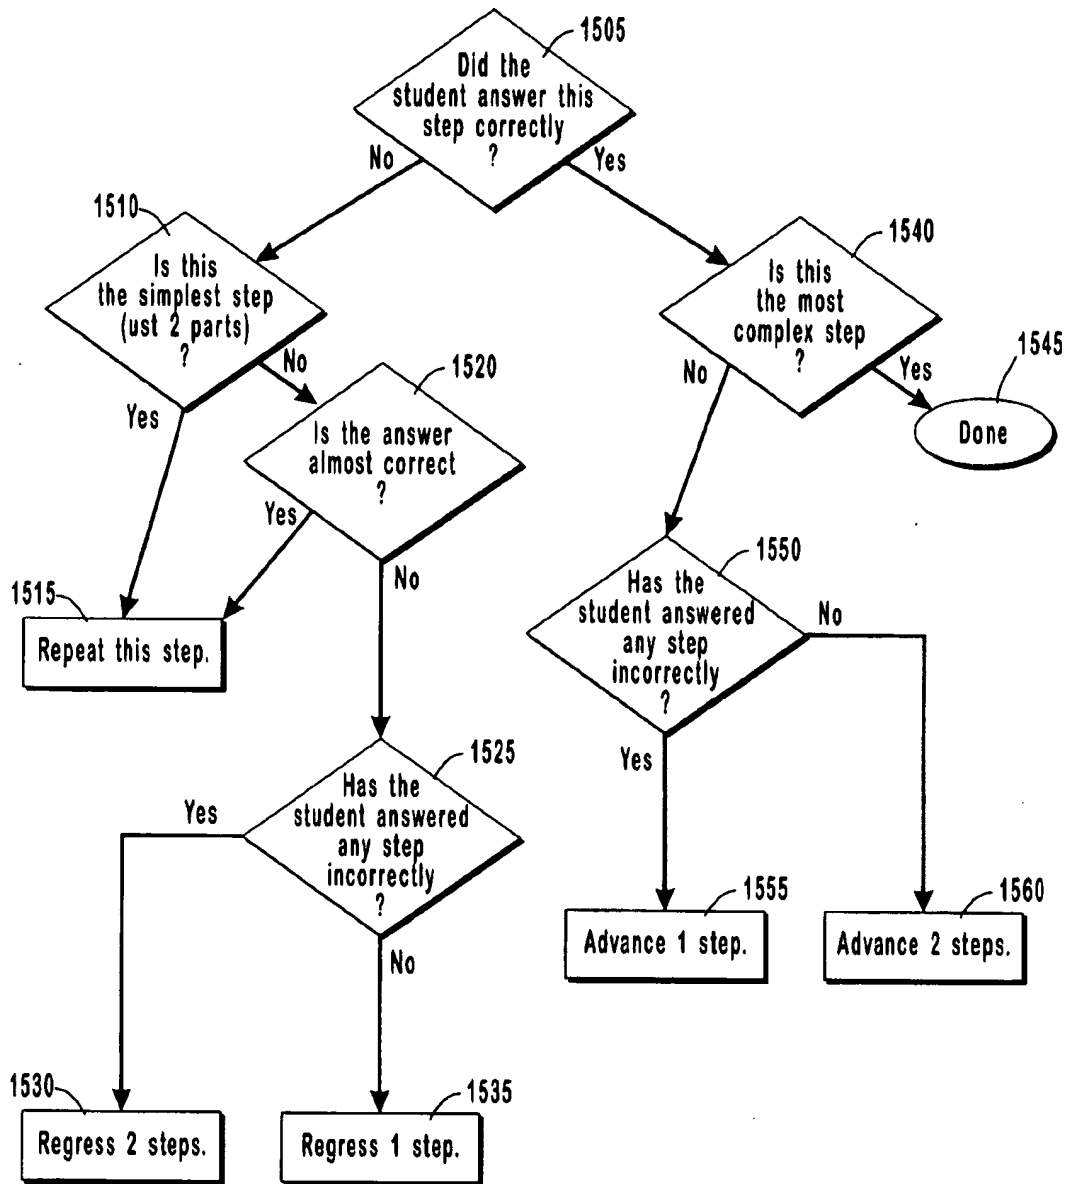 1505
Did the
student answer this
step correctly
?
No
Yes
1510
Is this
the simplest step
(ust 2 parts)
?
No
Yes
1540
Is this
the most
complex step
?
No
Yes
1545
Done
1520
Is the answer
almost correct
?
Yes
No
1515
Repeat this step.
1550
Has the
student answered
any step
incorrectly
?
No
Yes
1525
Has the
student answered
any step
incorrectly
?
Yes
No
1555
Advance 1 step.
1560
Advance 2 steps.
1530
Regress 2 steps.
1535
Regress 1 step.